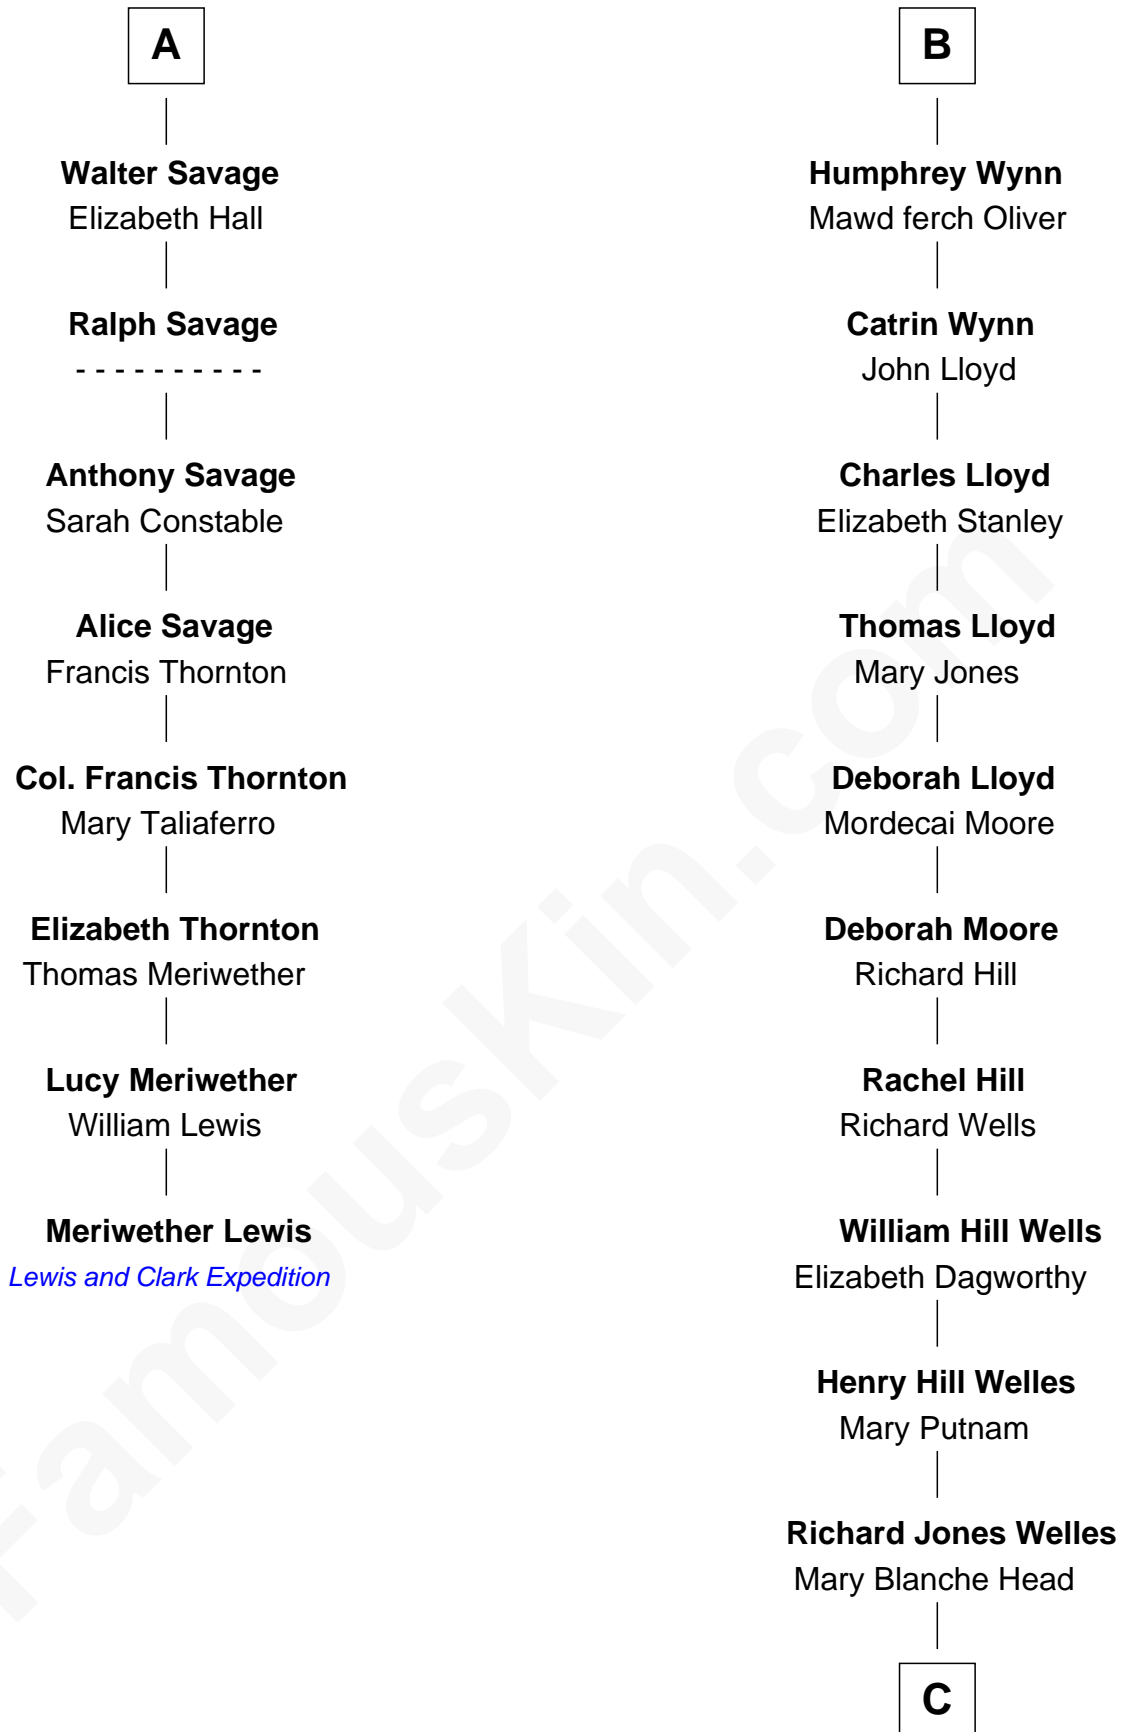 A
Walter Savage
Elizabeth Hall
Ralph Savage
- - - - - - - - - -
Anthony Savage
Sarah Constable
Alice Savage
Francis Thornton
Col. Francis Thornton
Mary Taliaferro
Elizabeth Thornton
Thomas Meriwether
Lucy Meriwether
William Lewis
Meriwether Lewis
Lewis and Clark Expedition
B
Humphrey Wynn
Mawd ferch Oliver
Catrin Wynn
John Lloyd
Charles Lloyd
Elizabeth Stanley
Thomas Lloyd
Mary Jones
Deborah Lloyd
Mordecai Moore
Deborah Moore
Richard Hill
Rachel Hill
Richard Wells
William Hill Wells
Elizabeth Dagworthy
Henry Hill Welles
Mary Putnam
Richard Jones Welles
Mary Blanche Head
C
FamousKin.com